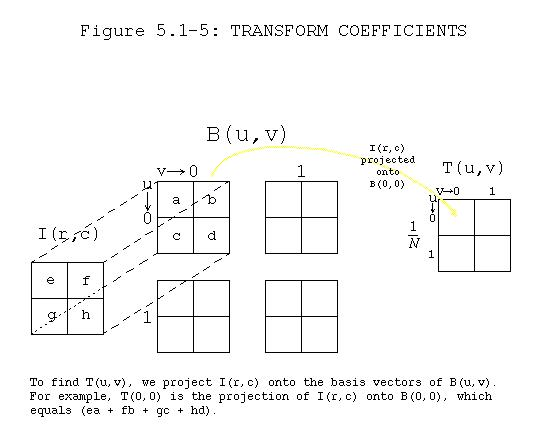 Figure 5.1-5: TRANSFORM COEFFICIENTS
B(u,v)
I(r,c)
projected
onto
B(0,0)
T(u,v)
v→0 1
u↓
0
a b
c d
I(r,c)
e f
g h
1
v→0 1
u↓
0
1/N
1
To find T(u,v), we project I(r,c) onto the basis vectors of B(u,v).
For example, T(0,0) is the projection of I(r,c) onto B(0,0), which
equals (ea + fb + gc + hd).